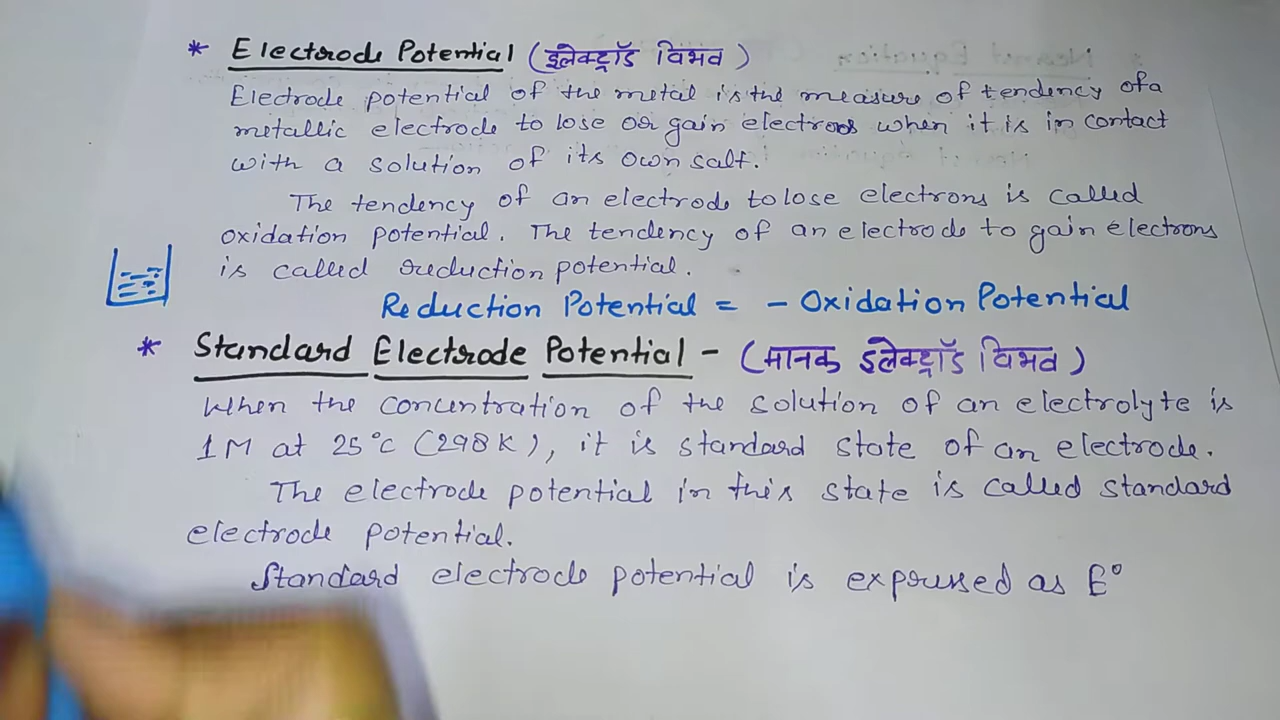 * Electrode Potential (इलेक्ट्रॉड विभव)
Electrode potential of the metal is the measure of tendency of a
metallic electrode to lose or gain electrons when it is in contact
with a solution of its own salt.
The tendency of an electrode to lose electrons is called
oxidation potential. The tendency of an electrode to gain electrons
is called reduction potential.
Reduction Potential = - Oxidation Potential
* Standard Electrode Potential - (मानक इलेक्ट्रॉड विभव)
When the concentration of the solution of an electrolyte is
1M at 25°C (298K), it is standard state of an electrode.
The electrode potential in this state is called standard
electrode potential.
Standard electrode potential is expressed as E°